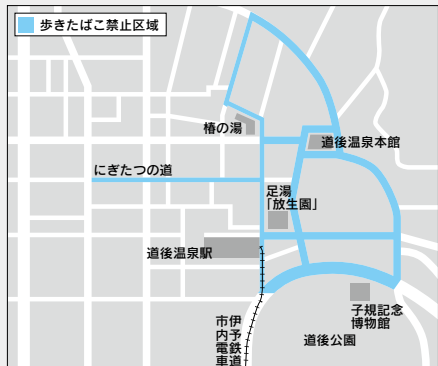 歩きたばこ禁止区域
椿の湯
道後温泉本館
にぎたつの道
足湯
「放生園」
道後温泉駅
子規記念
博物館
道後公園
伊予鉄道
市内電車